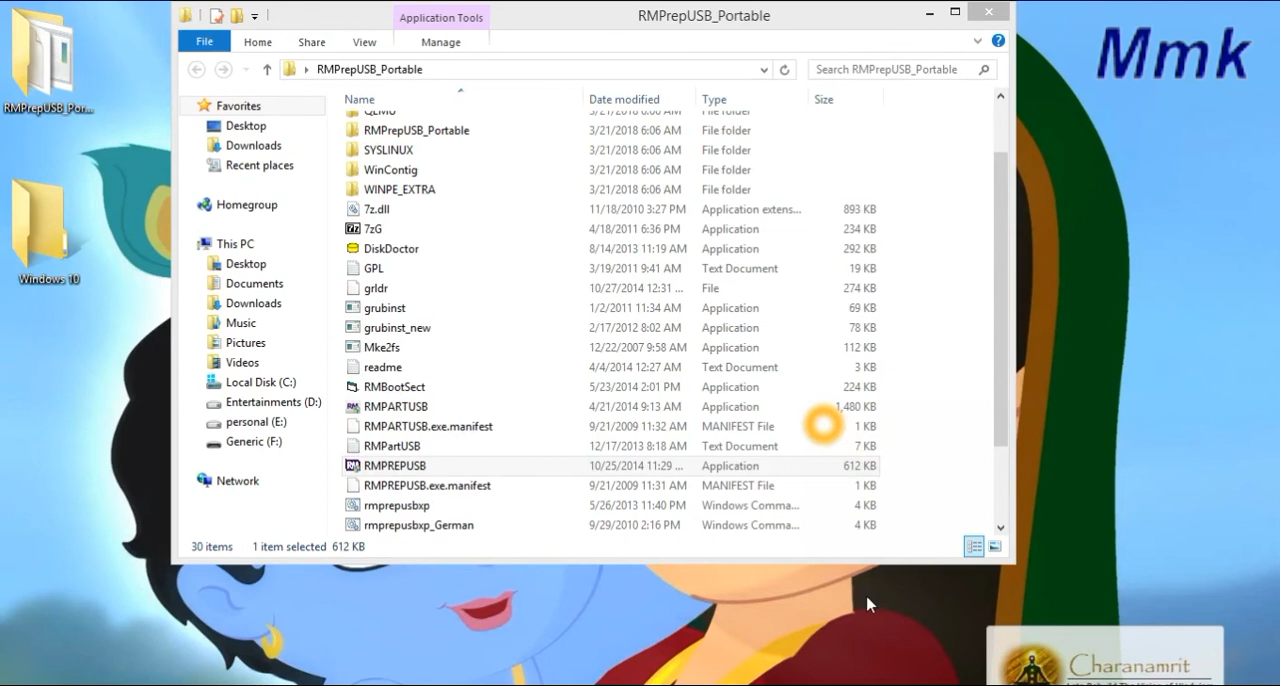 RMPrepUSB_Por...
Windows 10
Application Tools
RMPrepUSB_Portable
File
Home
Share
View
Manage
RMPrepUSB_Portable
Search RMPrepUSB_Portable
Favorites
Desktop
Downloads
Recent places
Homegroup
This PC
Desktop
Documents
Downloads
Music
Pictures
Videos
Local Disk (C:)
Entertainments (D:)
personal (E:)
Generic (F:)
Network
Name Date modified Type Size
QEMU
RMPrepUSB_Portable 3/21/2018 6:06 AM File folder
SYSLINUX 3/21/2018 6:06 AM File folder
WinContig 3/21/2018 6:06 AM File folder
WINPE_EXTRA 3/21/2018 6:06 AM File folder
7z.dll 11/18/2010 3:27 PM Application extens... 893 KB
7zG 4/18/2011 6:36 PM Application 234 KB
DiskDoctor 8/14/2013 11:19 AM Application 292 KB
GPL 3/19/2011 9:41 AM Text Document 19 KB
grldr 10/27/2014 12:31 ... File 274 KB
grubinst 1/2/2011 11:34 AM Application 69 KB
grubinst_new 2/17/2012 8:02 AM Application 78 KB
Mke2fs 12/22/2007 9:58 AM Application 112 KB
readme 4/4/2014 12:27 AM Text Document 3 KB
RMBootSect 5/23/2014 2:01 PM Application 224 KB
RMPARTUSB 4/21/2014 9:13 AM Application 1,480 KB
RMPARTUSB.exe.manifest 9/21/2009 11:32 AM MANIFEST File 1 KB
RMPartUSB 12/17/2013 8:18 AM Text Document 7 KB
RMPREPUSB 10/25/2014 11:29 ... Application 612 KB
RMPREPUSB.exe.manifest 9/21/2009 11:31 AM MANIFEST File 1 KB
rmprepusbxp 5/26/2013 11:40 PM Windows Comma... 4 KB
rmprepusbxp_German 9/29/2010 2:16 PM Windows Comma... 4 KB
30 items 1 item selected 612 KB
Mmk
Charanamrit